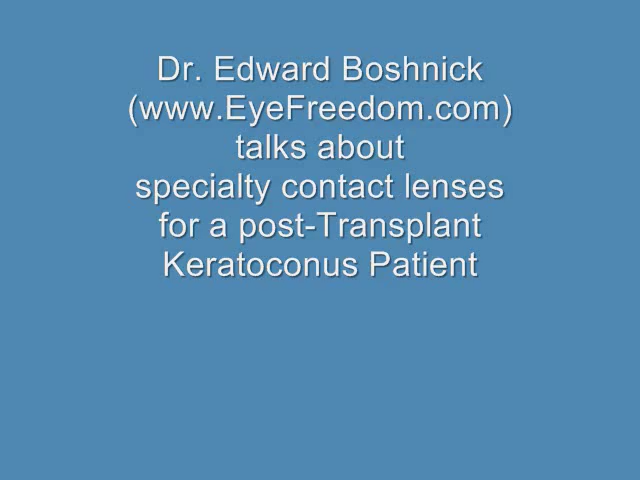 Dr. Edward Boshnick
(www.EyeFreedom.com)
talks about
specialty contact lenses
for a post-Transplant
Keratoconus Patient